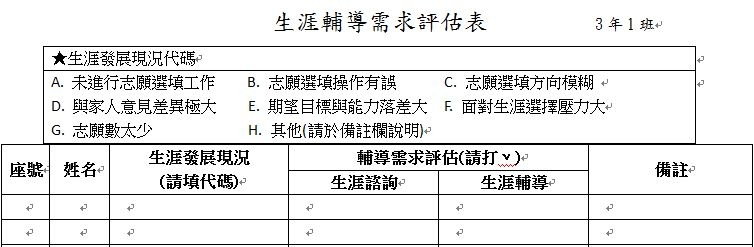 生涯輔導需求評估表 3年1班
★生涯發展現況代碼
A. 未進行志願選填工作 B. 志願選填操作有誤 C. 志願選填方向模糊
D. 與家人意見差異極大 E. 期望目標與能力落差大 F. 面對生涯選擇壓力大
G. 志願數太少 H. 其他(請於備註欄說明)
座號 姓名 生涯發展現況 輔導需求評估(請打 v ) 備註
(請填代碼) 生涯諮詢 生涯輔導